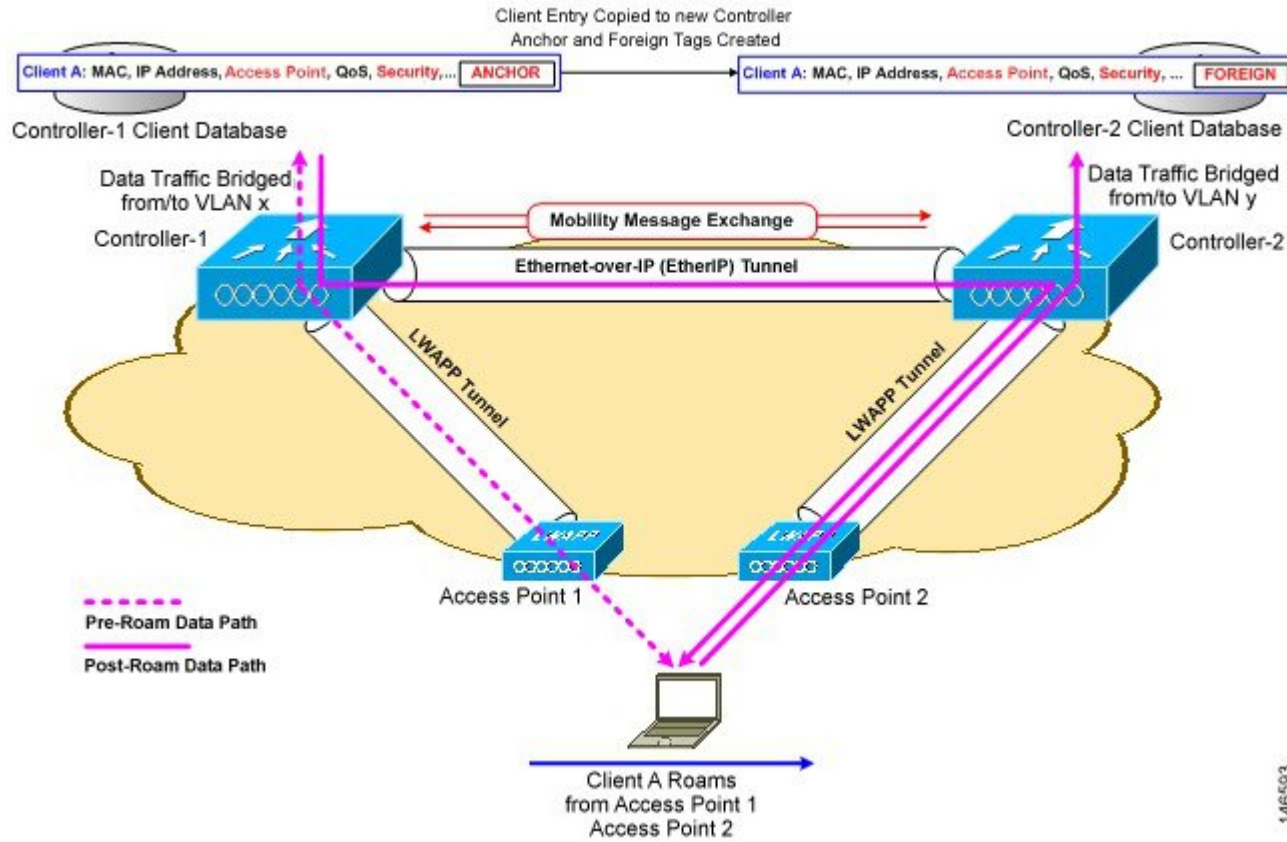 Client Entry Copied to new Controller
Anchor and Foreign Tags Created
Client A: MAC, IP Address, Access Point, QoS, Security,... ANCHOR
Client A: MAC, IP Address, Access Point, QoS, Security, ... FOREIGN
Controller-1 Client Database
Controller-2 Client Database
Data Traffic Bridged
from/to VLAN x
Data Traffic Bridged
from/to VLAN y
Controller-1
Mobility Message Exchange
Controller-2
Ethernet-over-IP (EtherIP) Tunnel
LWAPP Tunnel
LWAPP Tunnel
LWAPP
LWAPP
Access Point 1
Access Point 2
Pre-Roam Data Path
Post-Roam Data Path
Client A Roams
from Access Point 1
Access Point 2
146593